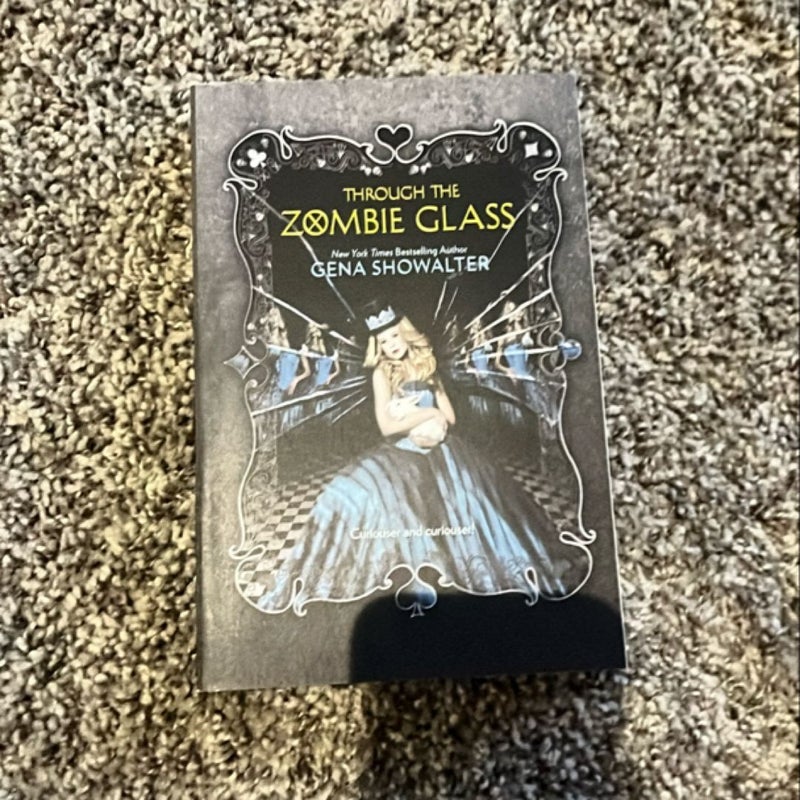 THROUGH THE
ZOMBIE GLASS
New York Times Bestselling Author
GENA SHOWALTER
Curiouser and curiouser!